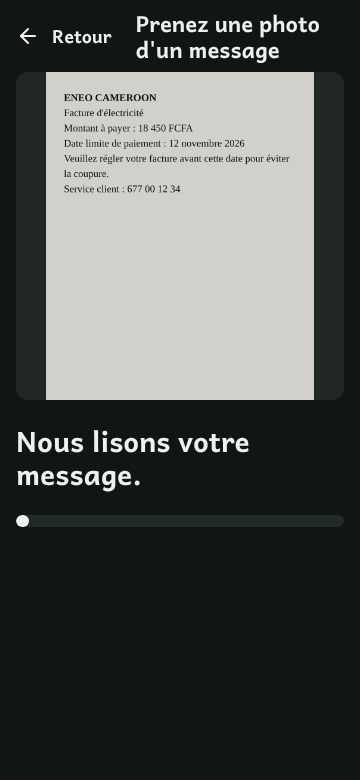 Retour
Prenez une photo
d'un message
ENEO CAMEROON
Facture d'électricité
Montant à payer : 18 450 FCFA
Date limite de paiement : 12 novembre 2026
Veuillez régler votre facture avant cette date pour éviter
la coupure.
Service client : 677 00 12 34
Nous lisons votre
message.